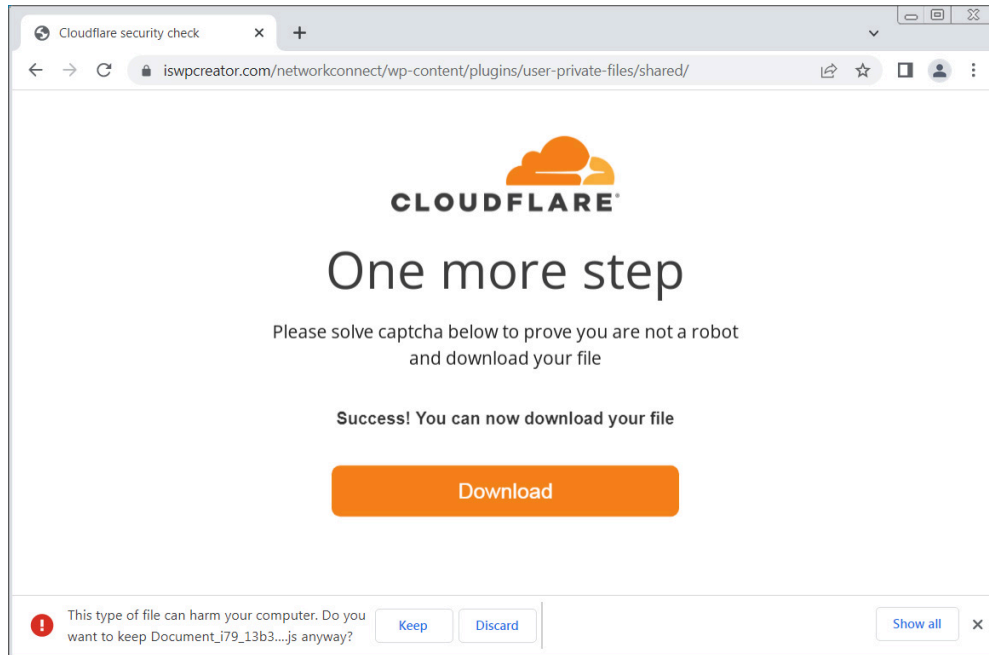 Cloudflare security check
iswpcreator.com/networkconnect/wp-content/plugins/user-private-files/shared/
CLOUDFLARE
One more step
Please solve captcha below to prove you are not a robot
and download your file
Success! You can now download your file
Download
This type of file can harm your computer. Do you
want to keep Document_i79_13b3....js anyway?
Keep
Discard
Show all